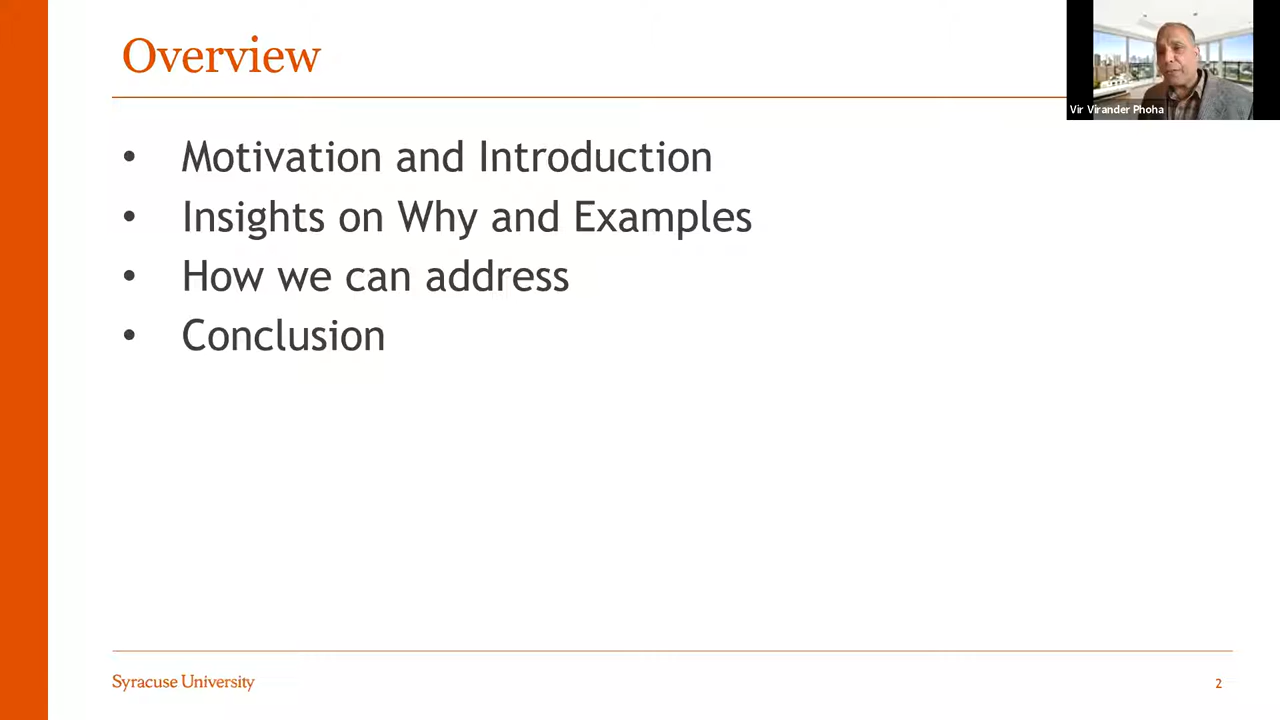 Overview
Vir Virander Phoha
• Motivation and Introduction
• Insights on Why and Examples
• How we can address
• Conclusion
Syracuse University
2